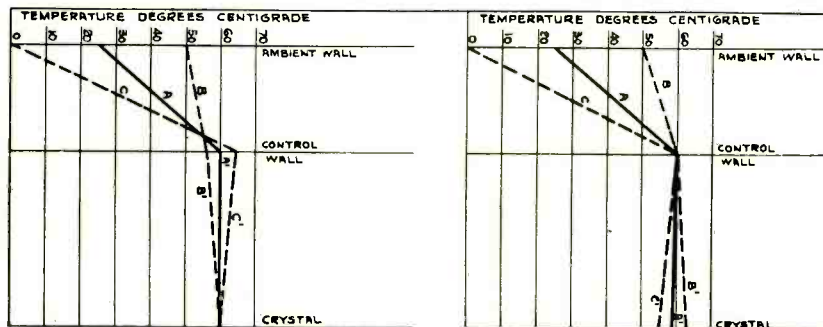 TEMPERATURE DEGREES CENTIGRADE
0 10 20 30 40 50 60 70
AMBIENT WALL
B
A
C
CONTROL
WALL
A'
B'
C'
CRYSTAL
TEMPERATURE DEGREES CENTIGRADE
0 10 20 30 40 50 60 70
AMBIENT WALL
B
A
C
CONTROL
WALL
B'
C'
A'
CRYSTAL